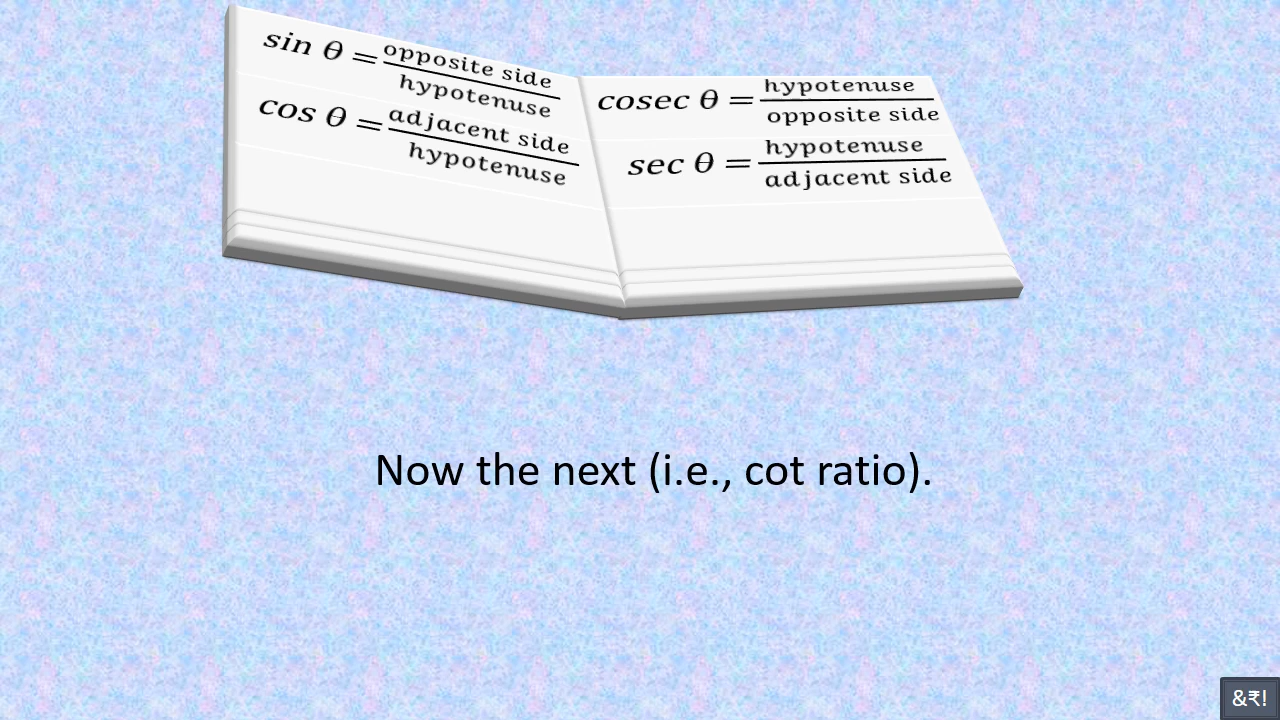 sin θ = opposite side / hypotenuse
cos θ = adjacent side / hypotenuse
cosec θ = hypotenuse / opposite side
sec θ = hypotenuse / adjacent side
Now the next (i.e., cot ratio).
&₹!